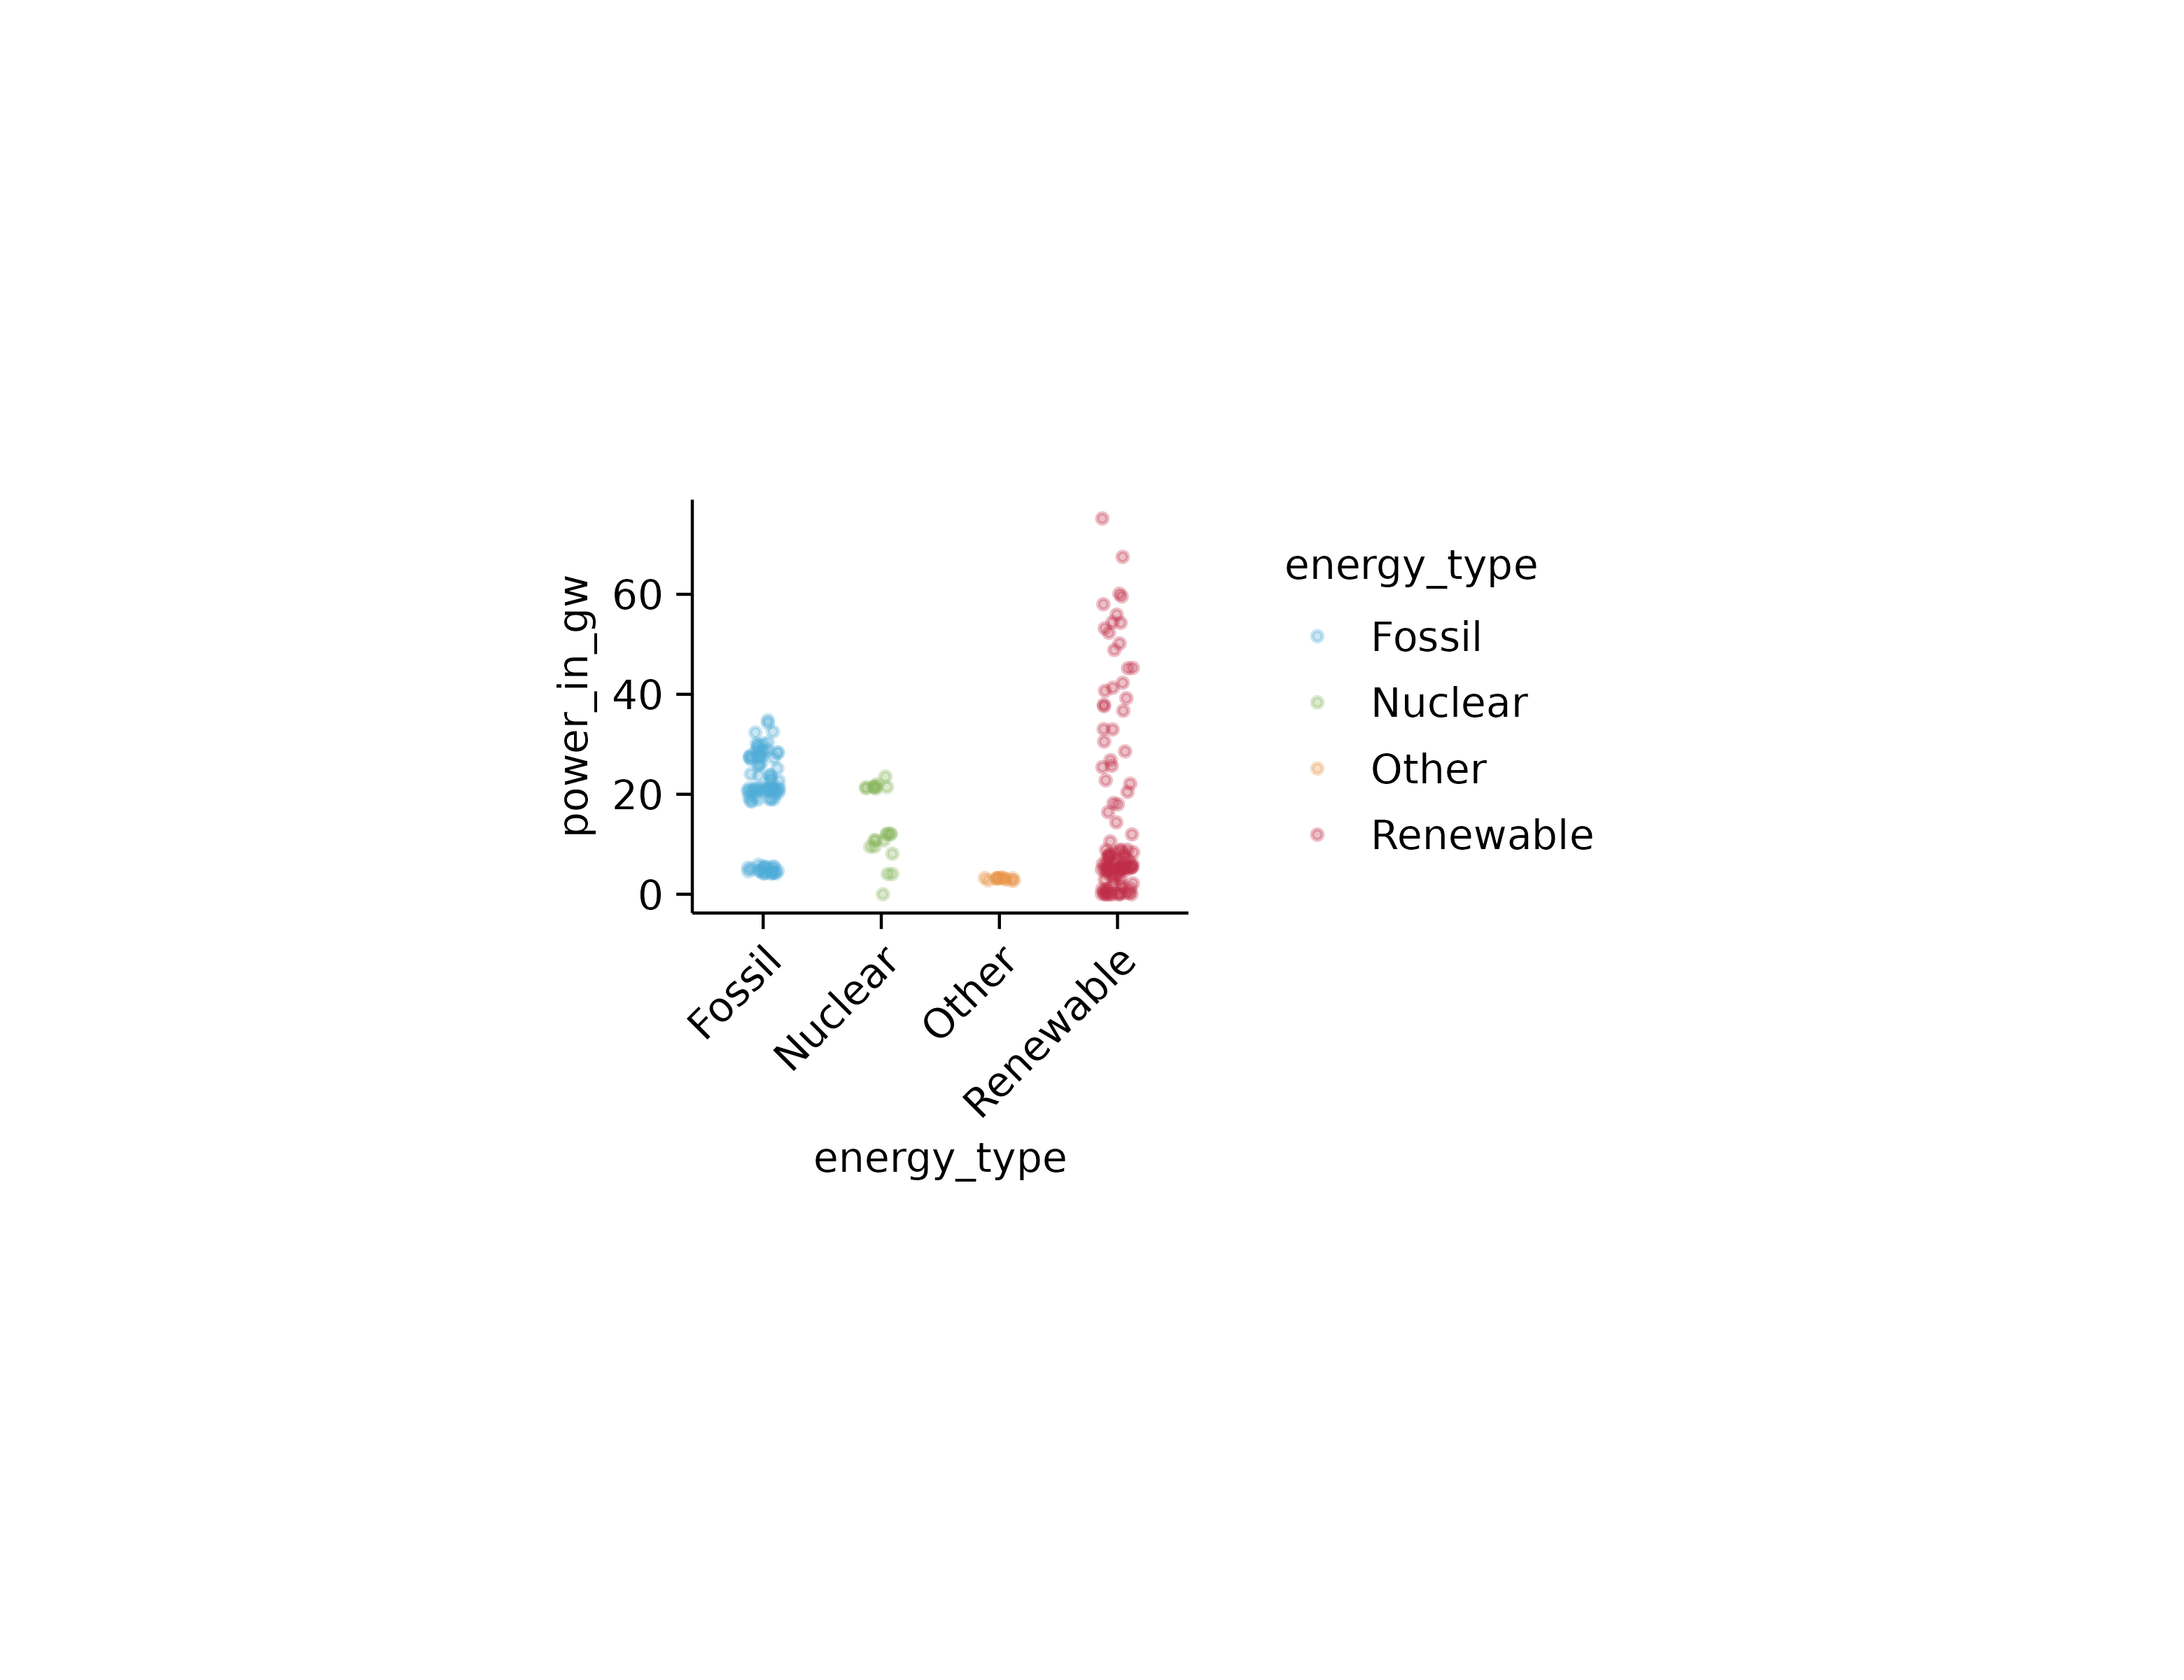 power_in_gw
60
40
20
0
Fossil
Nuclear
Other
Renewable
energy_type
energy_type
Fossil
Nuclear
Other
Renewable